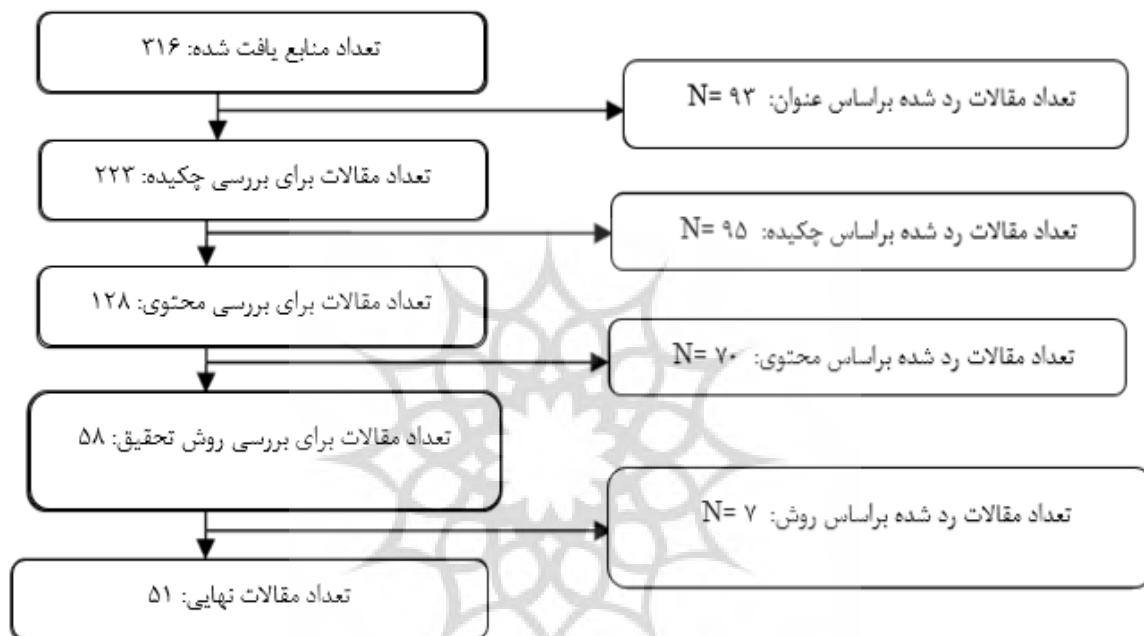 تعداد منابع یافت شده: ۳۱۶
تعداد مقالات رد شده براساس عنوان: N= ۹۳
تعداد مقالات برای بررسی چکیده: ۲۲۳
تعداد مقالات رد شده براساس چکیده: N= ۹۵
تعداد مقالات برای بررسی محتوی: ۱۲۸
تعداد مقالات رد شده براساس محتوی: N= ۷۰
تعداد مقالات برای بررسی روش تحقیق: ۵۸
تعداد مقالات رد شده براساس روش: N= ۷
تعداد مقالات نهایی: ۵۱